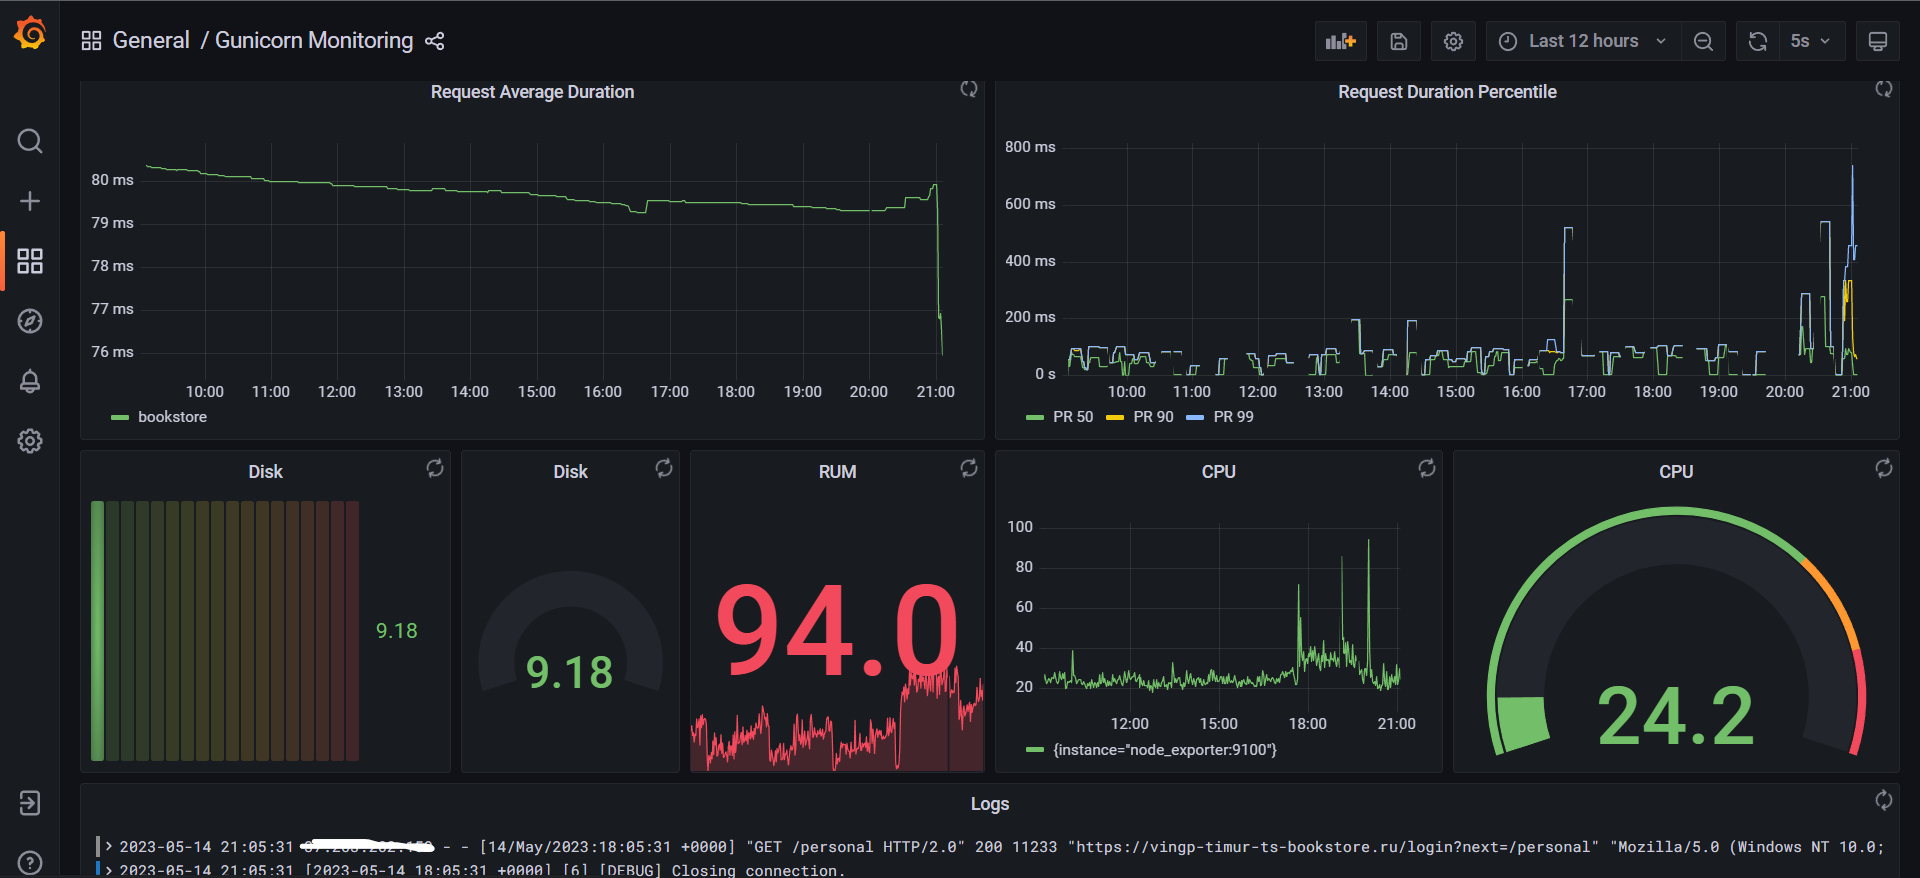 General / Gunicorn Monitoring
Last 12 hours
5s
Request Average Duration
80 ms
79 ms
78 ms
77 ms
76 ms
10:00 11:00 12:00 13:00 14:00 15:00 16:00 17:00 18:00 19:00 20:00 21:00
bookstore
Request Duration Percentile
800 ms
600 ms
400 ms
200 ms
0 s
10:00 11:00 12:00 13:00 14:00 15:00 16:00 17:00 18:00 19:00 20:00 21:00
PR 50 PR 90 PR 99
Disk
9.18
Disk
9.18
RUM
94.0
CPU
100
80
60
40
20
12:00 15:00 18:00 21:00
{instance="node_exporter:9100"}
CPU
24.2
Logs
> 2023-05-14 21:05:31 - - [14/May/2023:18:05:31 +0000] "GET /personal HTTP/2.0" 200 11233 "https://vingp-timur-ts-bookstore.ru/login?next=/personal" "Mozilla/5.0 (Windows NT 10.0;
> 2023-05-14 21:05:31 [2023-05-14 18:05:31 +0000] [6] [DEBUG] Closing connection.